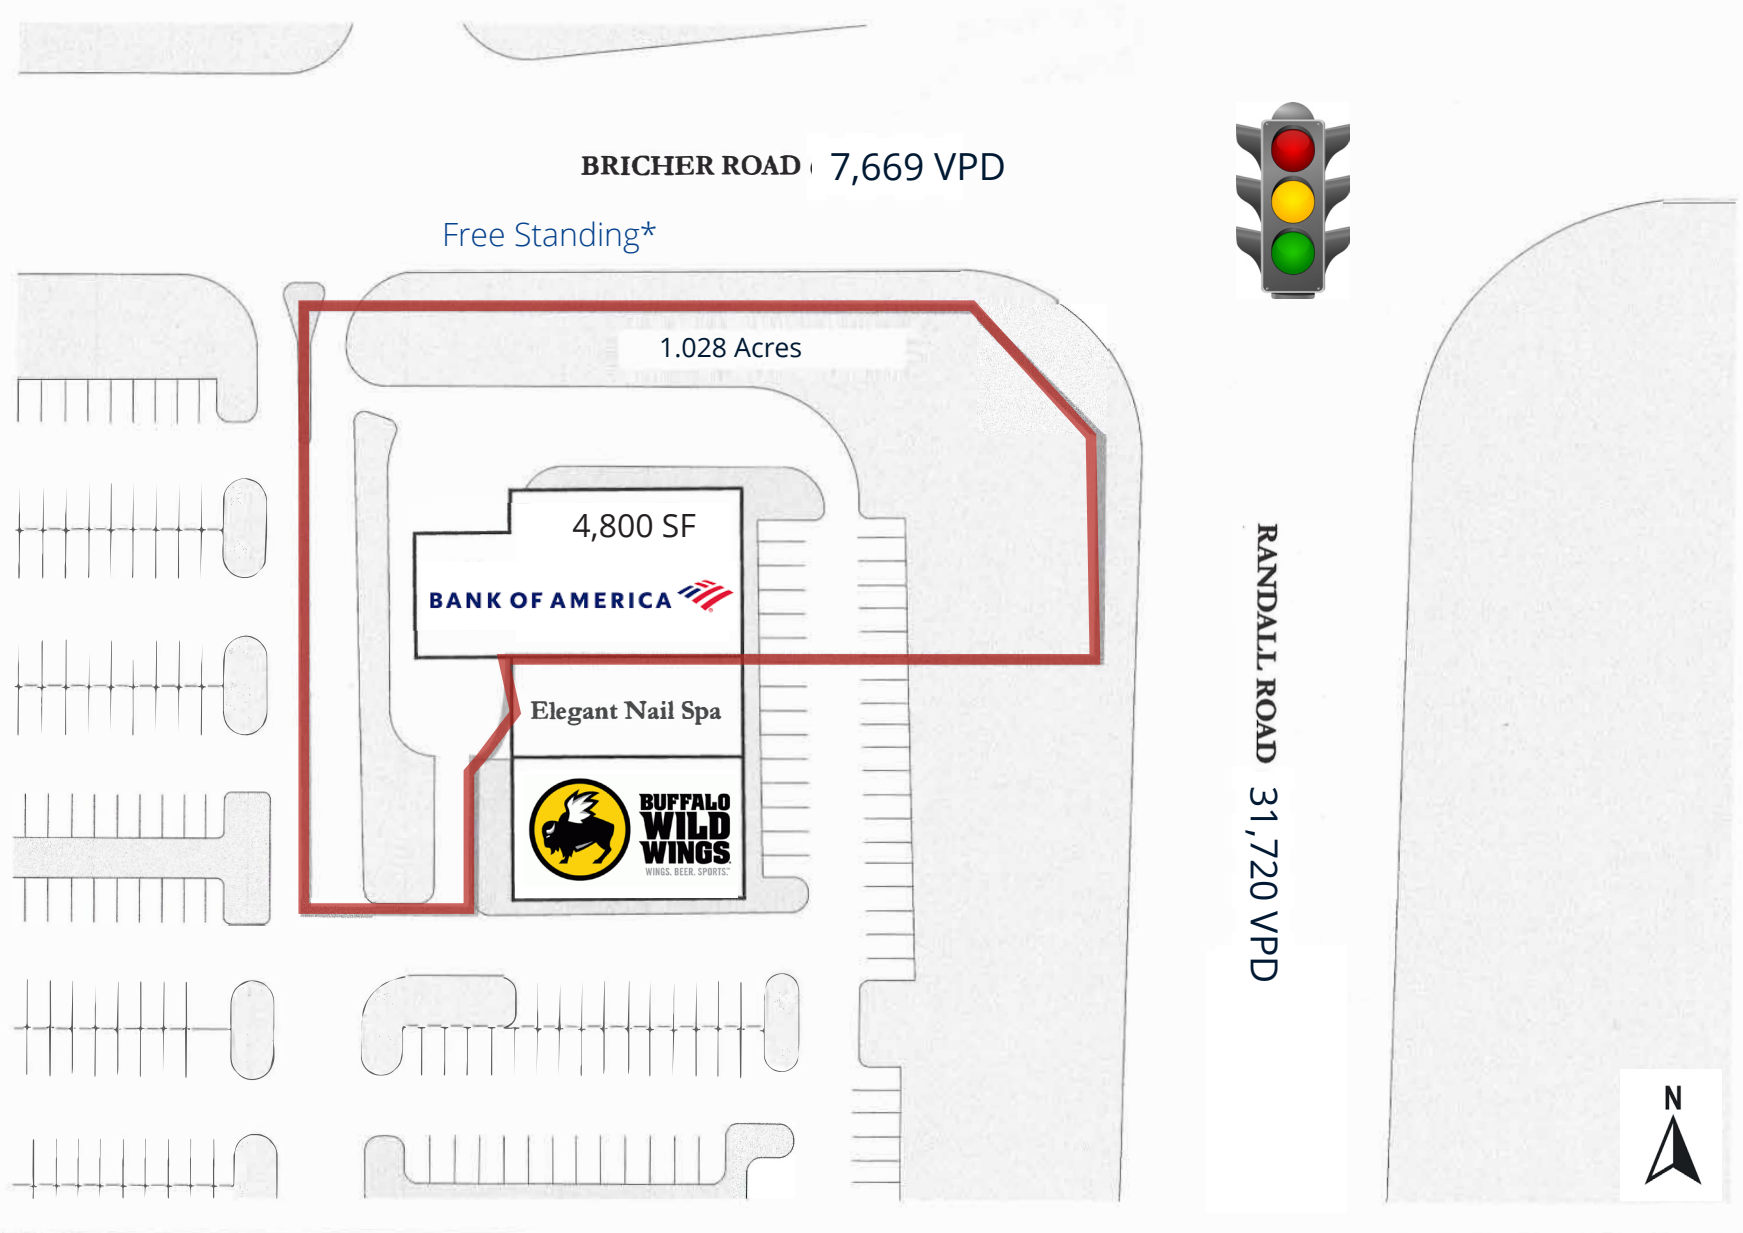 BRICHER ROAD
7,669 VPD
Free Standing*
1.028 Acres
4,800 SF
BANK OF AMERICA
Elegant Nail Spa
BUFFALO
WILD
WINGS
WINGS. BEER. SPORTS.
RANDALL ROAD
31,720 VPD
N